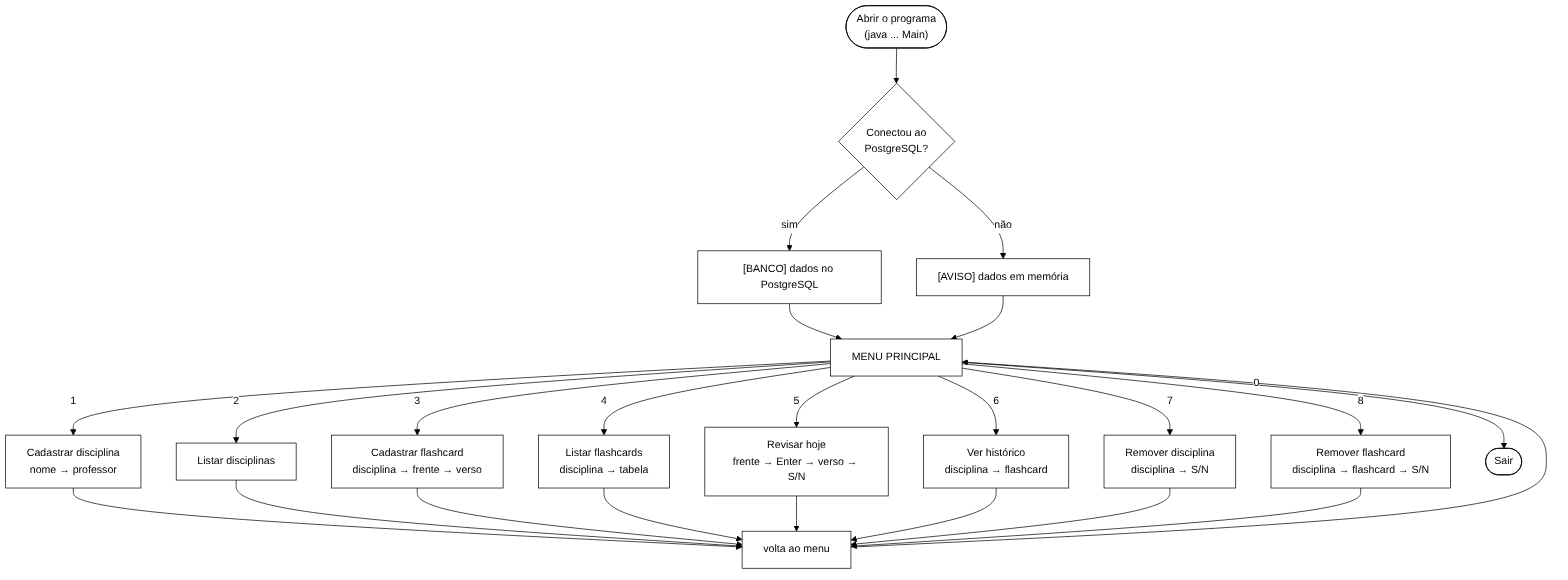 Abrir o programa
(java ... Main)
Conectou ao
PostgreSQL?
sim
não
[BANCO] dados no
PostgreSQL
[AVISO] dados em memória
MENU PRINCIPAL
0
1
2
3
4
5
6
7
8
Cadastrar disciplina
nome → professor
Listar disciplinas
Cadastrar flashcard
disciplina → frente → verso
Listar flashcards
disciplina → tabela
Revisar hoje
frente → Enter → verso →
S/N
Ver histórico
disciplina → flashcard
Remover disciplina
disciplina → S/N
Remover flashcard
disciplina → flashcard → S/N
Sair
volta ao menu